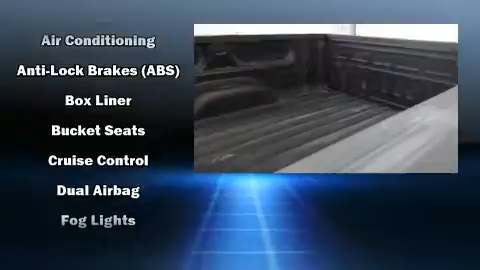 Air Conditioning
Anti-Lock Brakes (ABS)
Box Liner
Bucket Seats
Cruise Control
Dual Airbag
Fog Lights